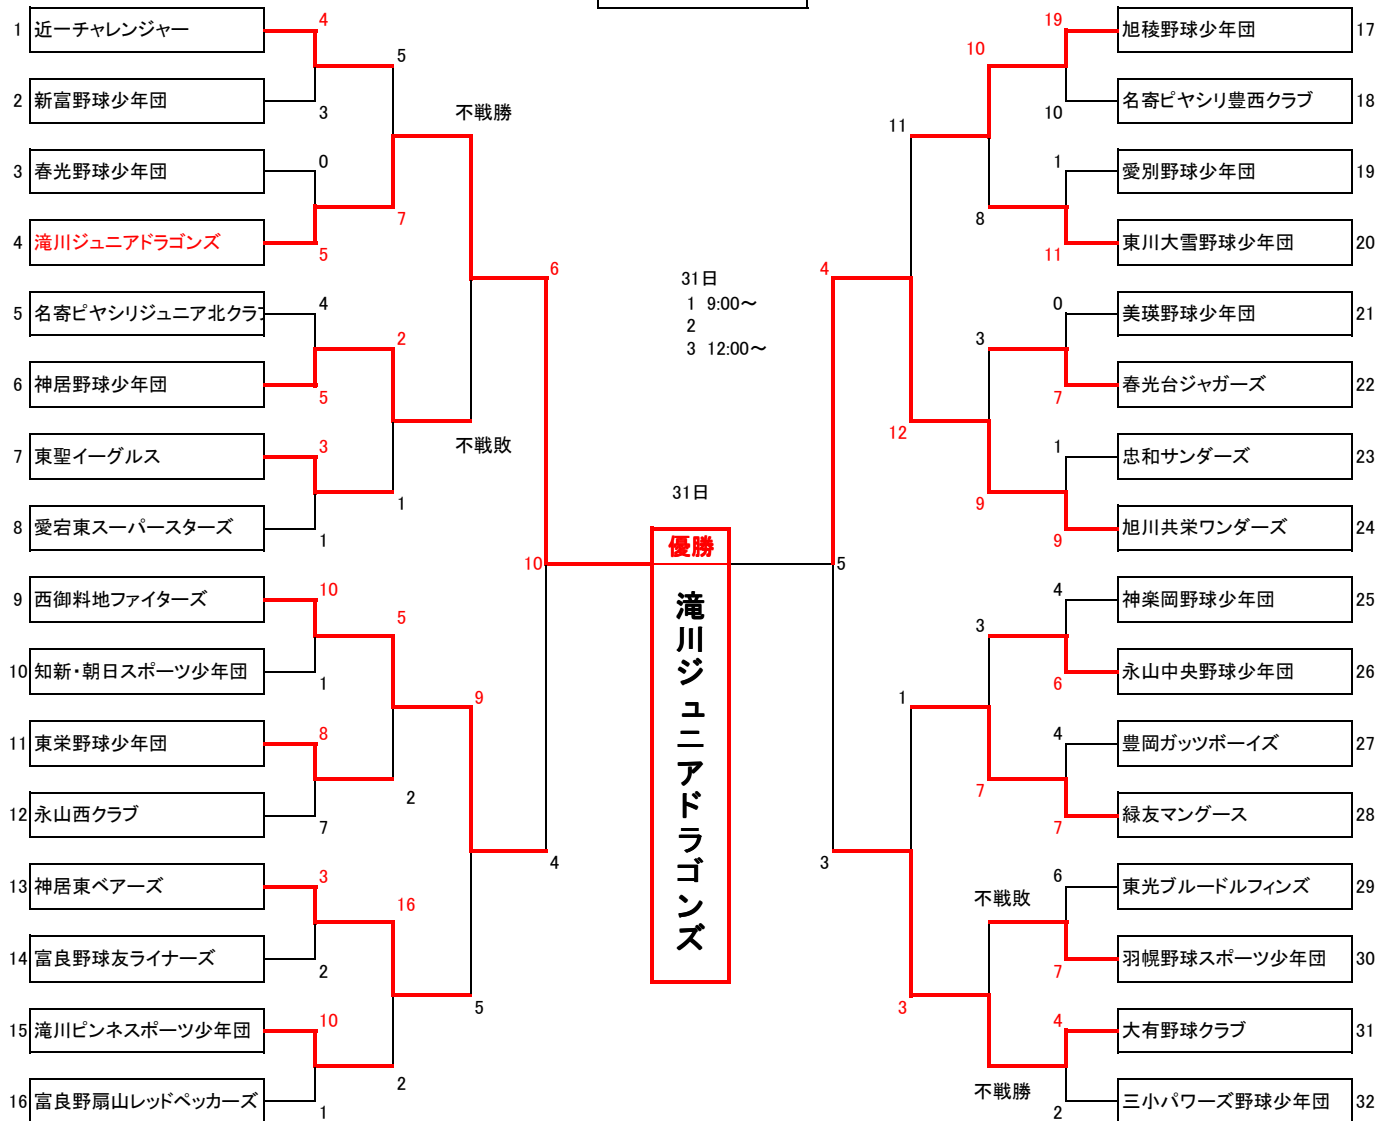 1 近一チャレンジャー 4
5
2 新富野球少年団 3
不戦勝
3 春光野球少年団 0
7
4 滝川ジュニアドラゴンズ 5
6
5 名寄ピヤシリジュニア北クラ
4
2
6 神居野球少年団 5
不戦敗
7 東聖イーグルス 3
1
8 愛宕東スーパースターズ 1
10
9 西御料地ファイターズ 10
5
10 知新・朝日スポーツ少年団 1
9
11 東栄野球少年団 8
2
12 永山西クラブ 7
4
13 神居東ベアーズ 3
16
14 富良野球友ライナーズ 2
5
15 滝川ピンネスポーツ少年団 10
2
16 富良野扇山レッドペッカーズ 1
31日
1 9:00～
2
3 12:00～
31日
優勝
滝川ジュニアドラゴンズ
19 旭稜野球少年団 17
10
10 名寄ピヤシリ豊西クラブ 18
11
1 愛別野球少年団 19
8
11 東川大雪野球少年団 20
4
0 美瑛野球少年団 21
3
7 春光台ジャガーズ 22
12
1 忠和サンダーズ 23
9
9 旭川共栄ワンダーズ 24
5
4 神楽岡野球少年団 25
3
6 永山中央野球少年団 26
1
4 豊岡ガッツボーイズ 27
7
7 緑友マングース 28
3
6 東光ブルードルフィンズ 29
不戦敗
7 羽幌野球スポーツ少年団 30
3
4 大有野球クラブ 31
不戦勝
2 三小パワーズ野球少年団 32